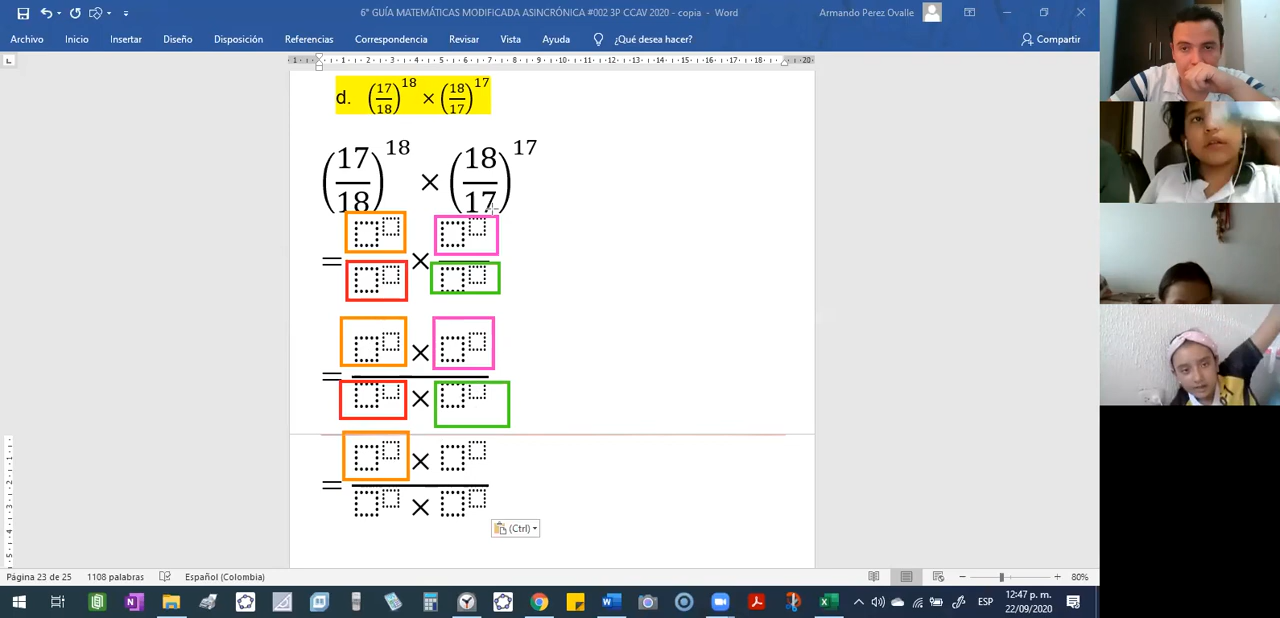 6° GUÍA MATEMÁTICAS MODIFICADA ASINCRÓNICA #002 3P CCAV 2020 - copia - Word
Armando Perez Ovalle
Archivo Inicio Insertar Diseño Disposición Referencias Correspondencia Revisar Vista Ayuda ¿Qué desea hacer? Compartir
d. (17/18)^18 × (18/17)^17
(17/18)^18 × (18/17)^17
= ×
×
= ×
×
= ×
(Ctrl)
Página 23 de 25 1108 palabras Español (Colombia) 80%
ESP 12:47 p. m.
22/09/2020